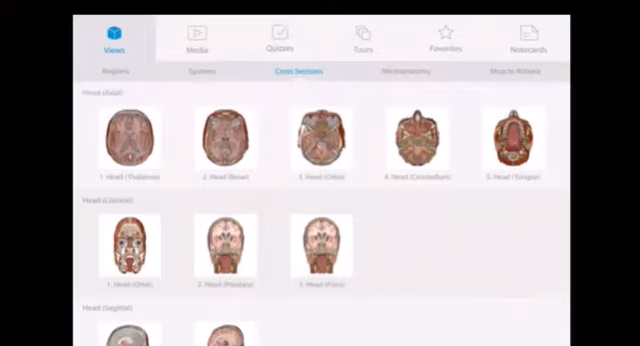 Views
Media
Quizzes
Tours
Favorites
Notecards
Regions
Systems
Cross Sections
Microanatomy
Muscle Actions
Head (Axial)
1. Head (Thalamus)
2. Head (Brow)
3. Head (Orbit)
4. Head (Cerebellum)
5. Head (Tongue)
Head (Coronal)
1. Head (Orbit)
2. Head (Pituitary)
3. Head (Pons)
Head (Sagittal)